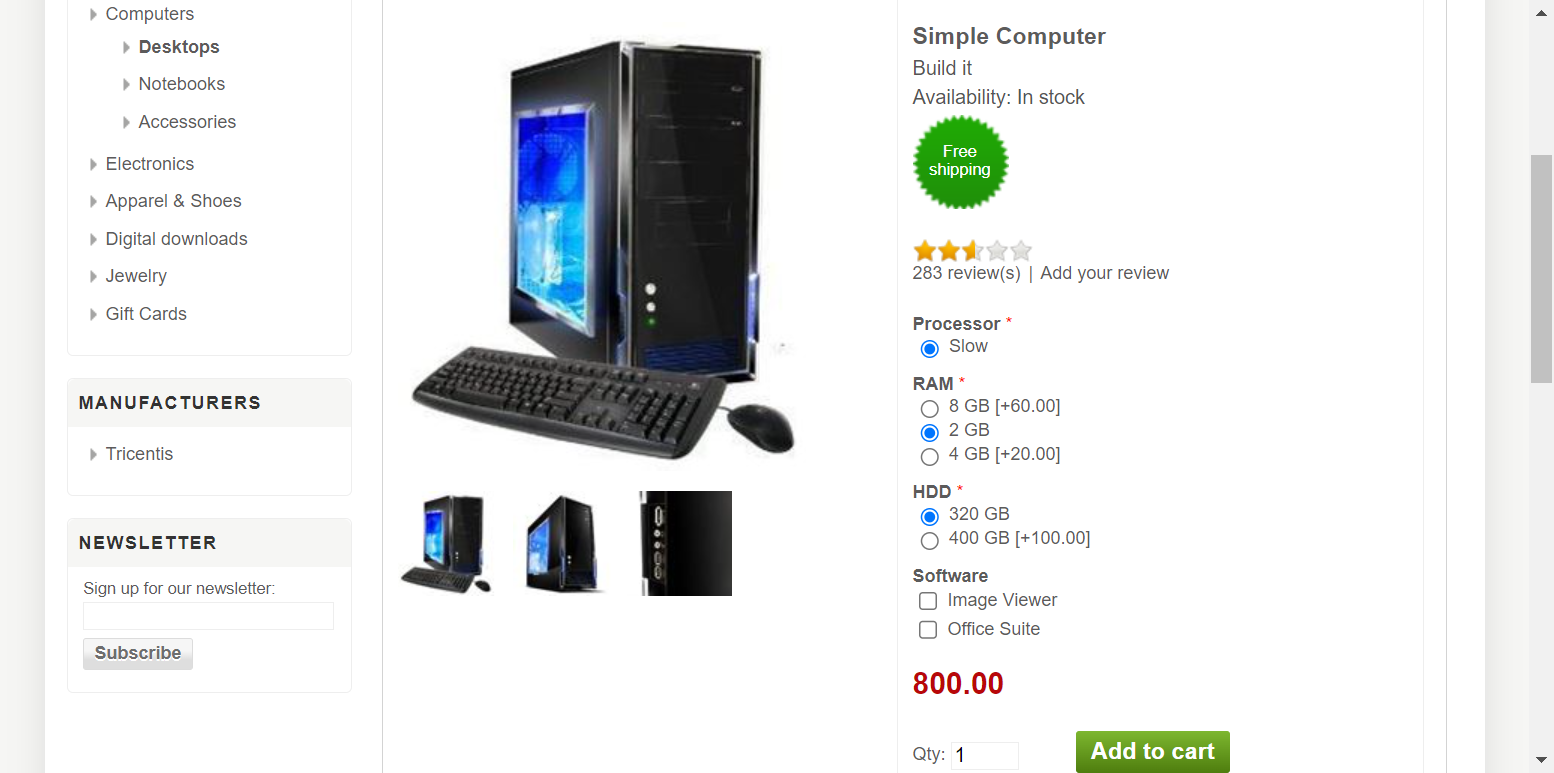 Computers
Desktops
Notebooks
Accessories
Electronics
Apparel & Shoes
Digital downloads
Jewelry
Gift Cards
MANUFACTURERS
Tricentis
NEWSLETTER
Sign up for our newsletter:
Subscribe
Simple Computer
Build it
Availability: In stock
Free
shipping
283 review(s) | Add your review
Processor *
Slow
RAM *
8 GB [+60.00]
2 GB
4 GB [+20.00]
HDD *
320 GB
400 GB [+100.00]
Software
Image Viewer
Office Suite
800.00
Qty: 1
Add to cart